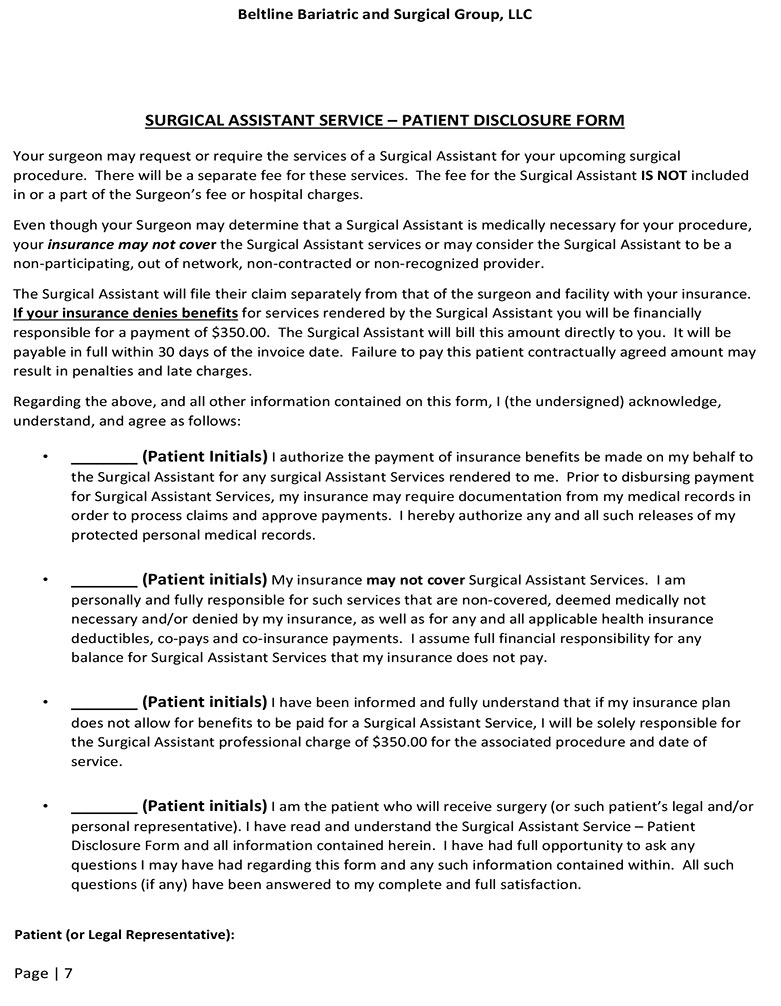 Beltline Bariatric and Surgical Group, LLC
SURGICAL ASSISTANT SERVICE – PATIENT DISCLOSURE FORM
Your surgeon may request or require the services of a Surgical Assistant for your upcoming surgical
procedure.  There will be a separate fee for these services.  The fee for the Surgical Assistant IS NOT included
in or a part of the Surgeon's fee or hospital charges.
Even though your Surgeon may determine that a Surgical Assistant is medically necessary for your procedure,
your insurance may not cover the Surgical Assistant services or may consider the Surgical Assistant to be a
non-participating, out of network, non-contracted or non-recognized provider.
The Surgical Assistant will file their claim separately from that of the surgeon and facility with your insurance.
If your insurance denies benefits for services rendered by the Surgical Assistant you will be financially
responsible for a payment of $350.00.  The Surgical Assistant will bill this amount directly to you.  It will be
payable in full within 30 days of the invoice date.  Failure to pay this patient contractually agreed amount may
result in penalties and late charges.
Regarding the above, and all other information contained on this form, I (the undersigned) acknowledge,
understand, and agree as follows:
• ________ (Patient Initials) I authorize the payment of insurance benefits be made on my behalf to
the Surgical Assistant for any surgical Assistant Services rendered to me.  Prior to disbursing payment
for Surgical Assistant Services, my insurance may require documentation from my medical records in
order to process claims and approve payments.  I hereby authorize any and all such releases of my
protected personal medical records.
• ________ (Patient initials) My insurance may not cover Surgical Assistant Services.  I am
personally and fully responsible for such services that are non-covered, deemed medically not
necessary and/or denied by my insurance, as well as for any and all applicable health insurance
deductibles, co-pays and co-insurance payments.  I assume full financial responsibility for any
balance for Surgical Assistant Services that my insurance does not pay.
• ________ (Patient initials) I have been informed and fully understand that if my insurance plan
does not allow for benefits to be paid for a Surgical Assistant Service, I will be solely responsible for
the Surgical Assistant professional charge of $350.00 for the associated procedure and date of
service.
• ________ (Patient initials) I am the patient who will receive surgery (or such patient's legal and/or
personal representative). I have read and understand the Surgical Assistant Service – Patient
Disclosure Form and all information contained herein.  I have had full opportunity to ask any
questions I may have had regarding this form and any such information contained within.  All such
questions (if any) have been answered to my complete and full satisfaction.
Patient (or Legal Representative):
Page | 7